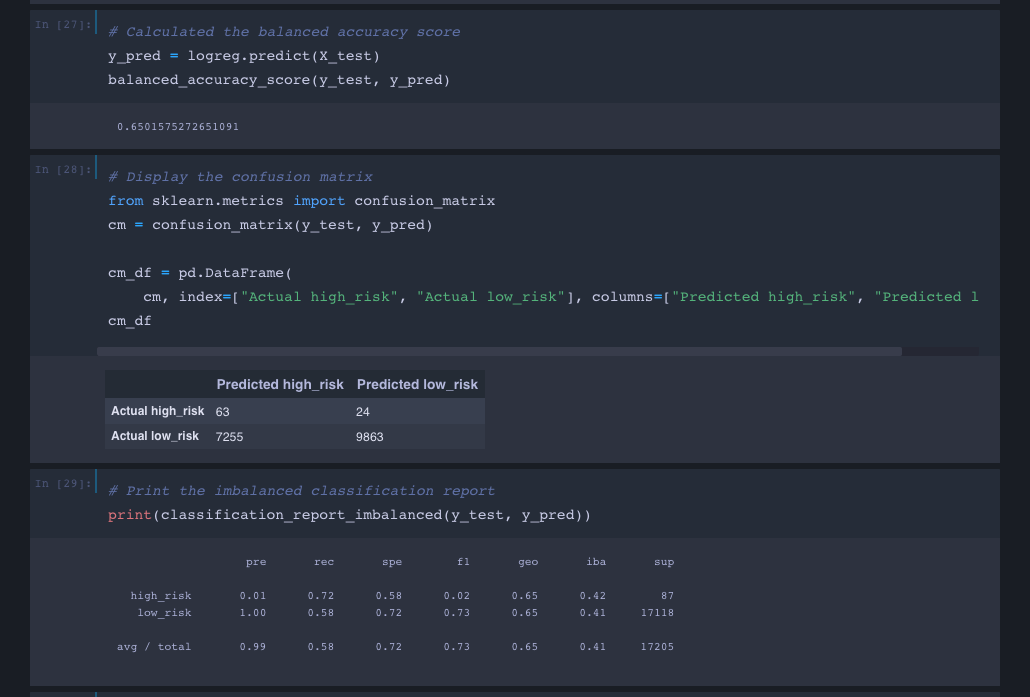 In [27]:
# Calculated the balanced accuracy score
y_pred = logreg.predict(X_test)
balanced_accuracy_score(y_test, y_pred)
0.6501575272651091
In [28]:
# Display the confusion matrix
from sklearn.metrics import confusion_matrix
cm = confusion_matrix(y_test, y_pred)
cm_df = pd.DataFrame(
cm, index=["Actual high_risk", "Actual low_risk"], columns=["Predicted high_risk", "Predicted l
cm_df
Predicted high_risk Predicted low_risk
Actual high_risk 63 24
Actual low_risk 7255 9863
In [29]:
# Print the imbalanced classification report
print(classification_report_imbalanced(y_test, y_pred))
pre rec spe f1 geo iba sup
high_risk 0.01 0.72 0.58 0.02 0.65 0.42 87
low_risk 1.00 0.58 0.72 0.73 0.65 0.41 17118
avg / total 0.99 0.58 0.72 0.73 0.65 0.41 17205